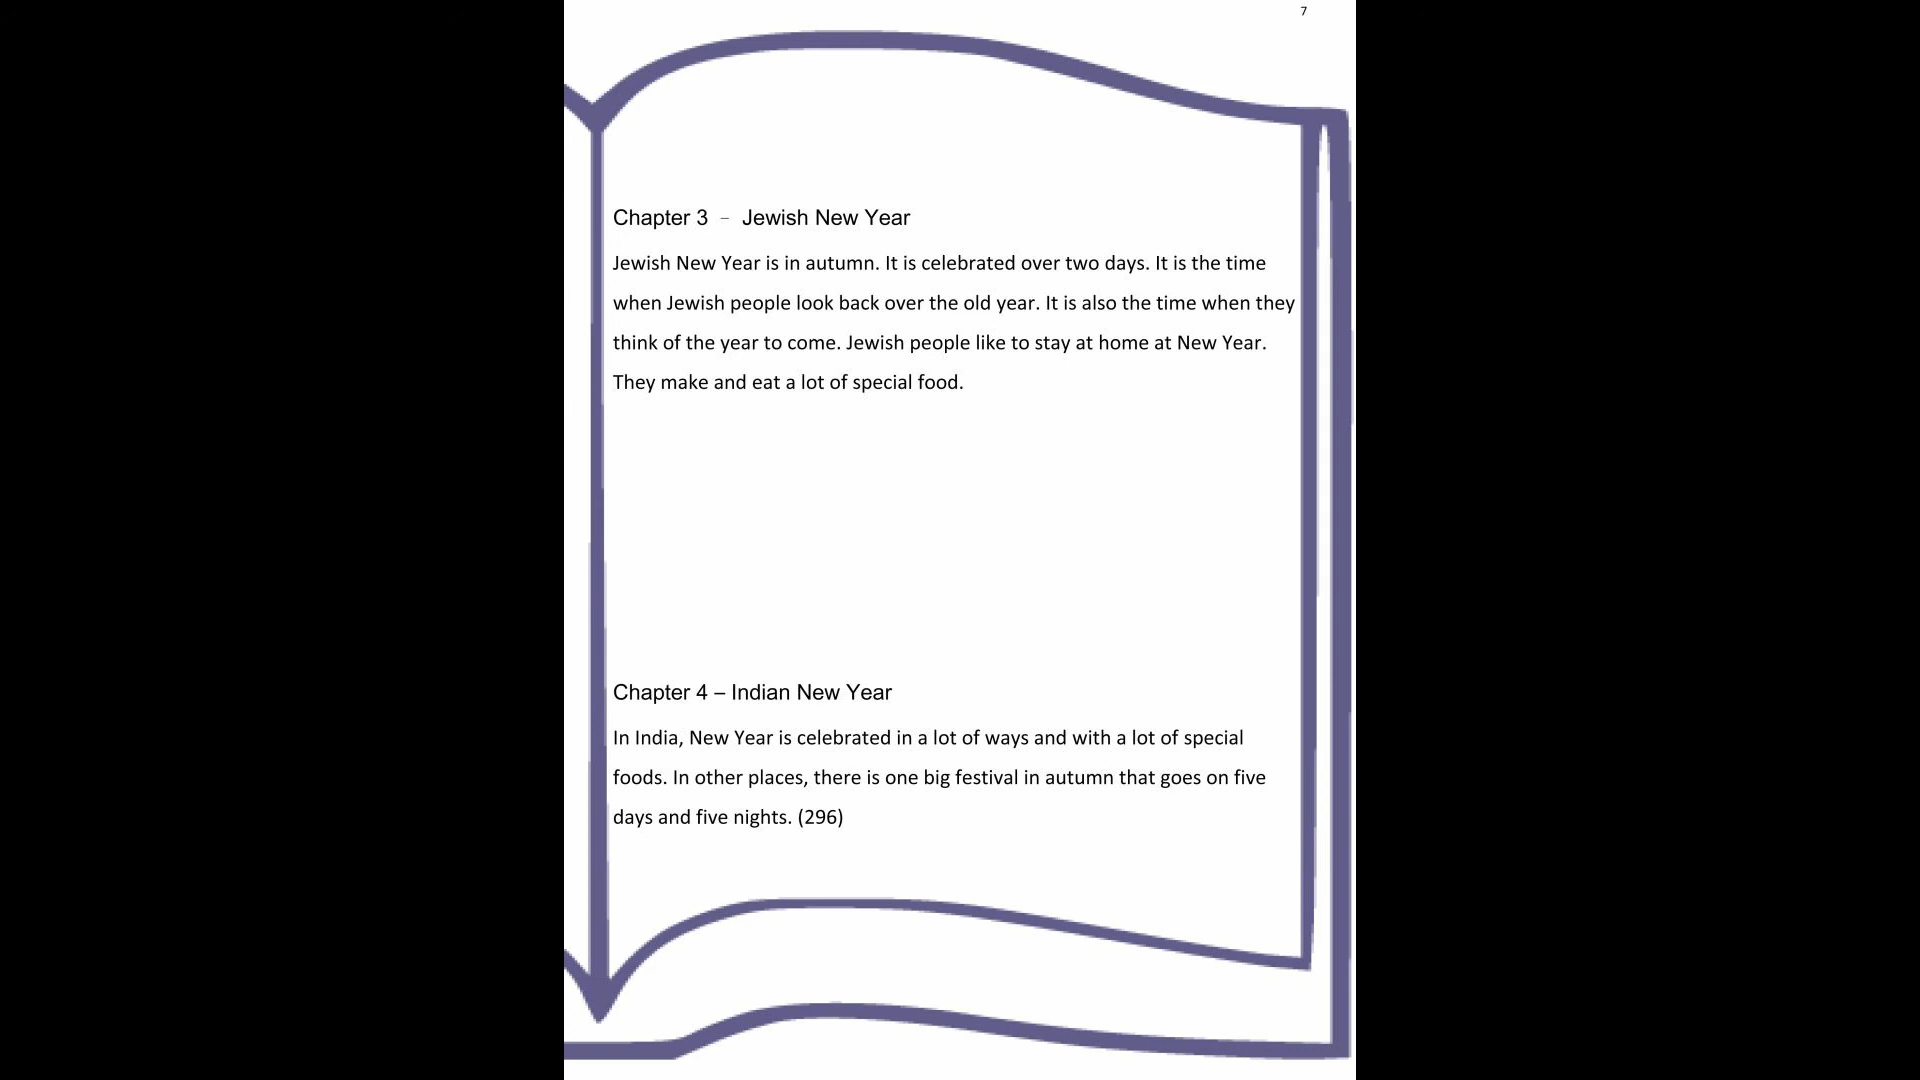 7
Chapter 3 - Jewish New Year
Jewish New Year is in autumn. It is celebrated over two days. It is the time
when Jewish people look back over the old year. It is also the time when they
think of the year to come. Jewish people like to stay at home at New Year.
They make and eat a lot of special food.
Chapter 4 – Indian New Year
In India, New Year is celebrated in a lot of ways and with a lot of special
foods. In other places, there is one big festival in autumn that goes on five
days and five nights. (296)